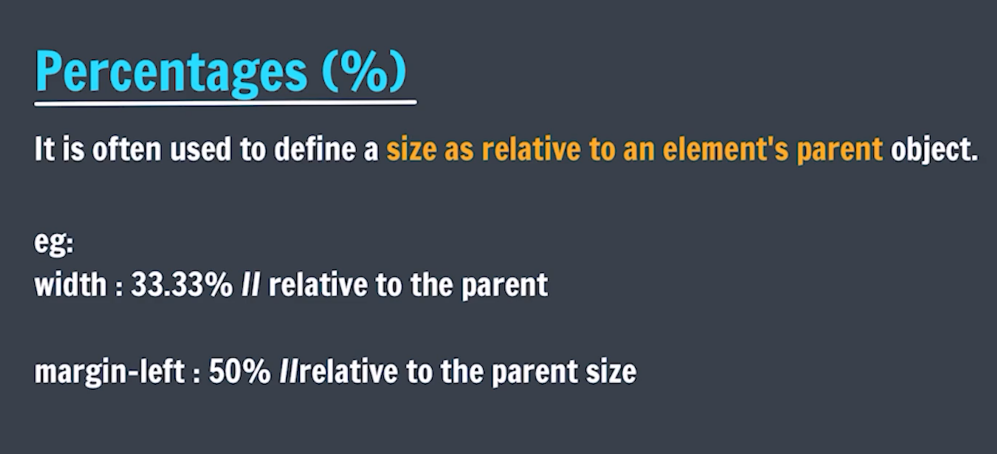 Percentages (%)
It is often used to define a size as relative to an element's parent object.
eg:
width : 33.33% // relative to the parent
margin-left : 50% //relative to the parent size